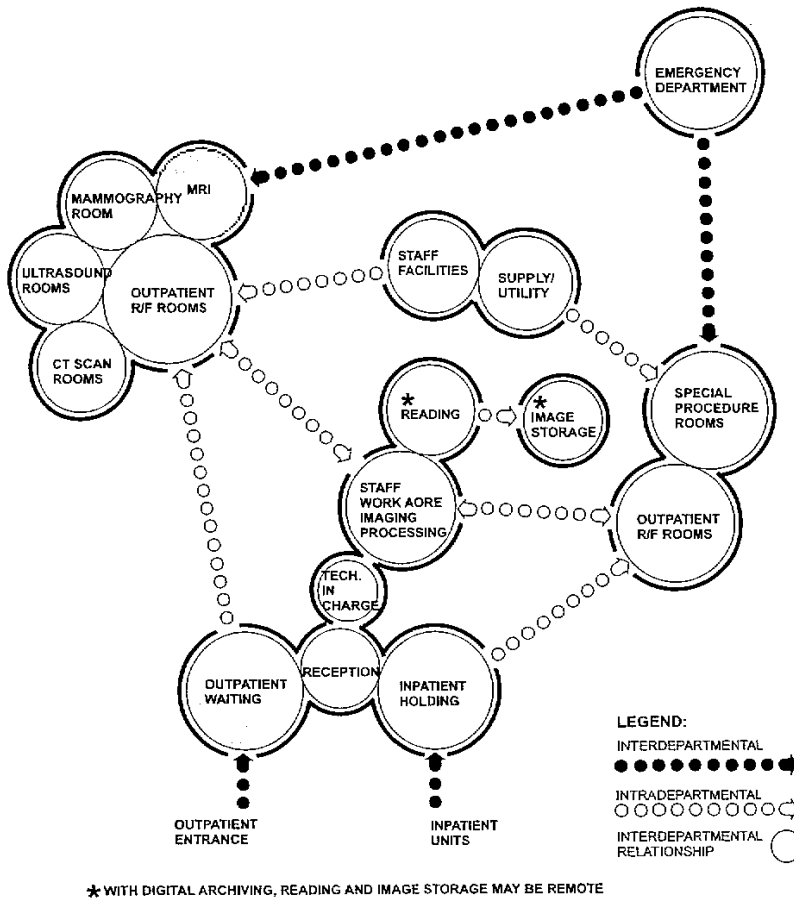 EMERGENCY
DEPARTMENT
MRI
MAMMOGRAPHY
ROOM
ULTRASOUND
ROOMS
OUTPATIENT
R/F ROOMS
CT SCAN
ROOMS
STAFF
FACILITIES
SUPPLY/
UTILITY
* READING
* IMAGE
STORAGE
SPECIAL
PROCEDURE
ROOMS
STAFF
WORK AORE
IMAGING
PROCESSING
OUTPATIENT
R/F ROOMS
TECH.
IN
CHARGE
OUTPATIENT
WAITING
RECEPTION
INPATIENT
HOLDING
OUTPATIENT
ENTRANCE
INPATIENT
UNITS
LEGEND:
INTERDEPARTMENTAL
INTRADEPARTMENTAL
INTERDEPARTMENTAL
RELATIONSHIP
* WITH DIGITAL ARCHIVING, READING AND IMAGE STORAGE MAY BE REMOTE